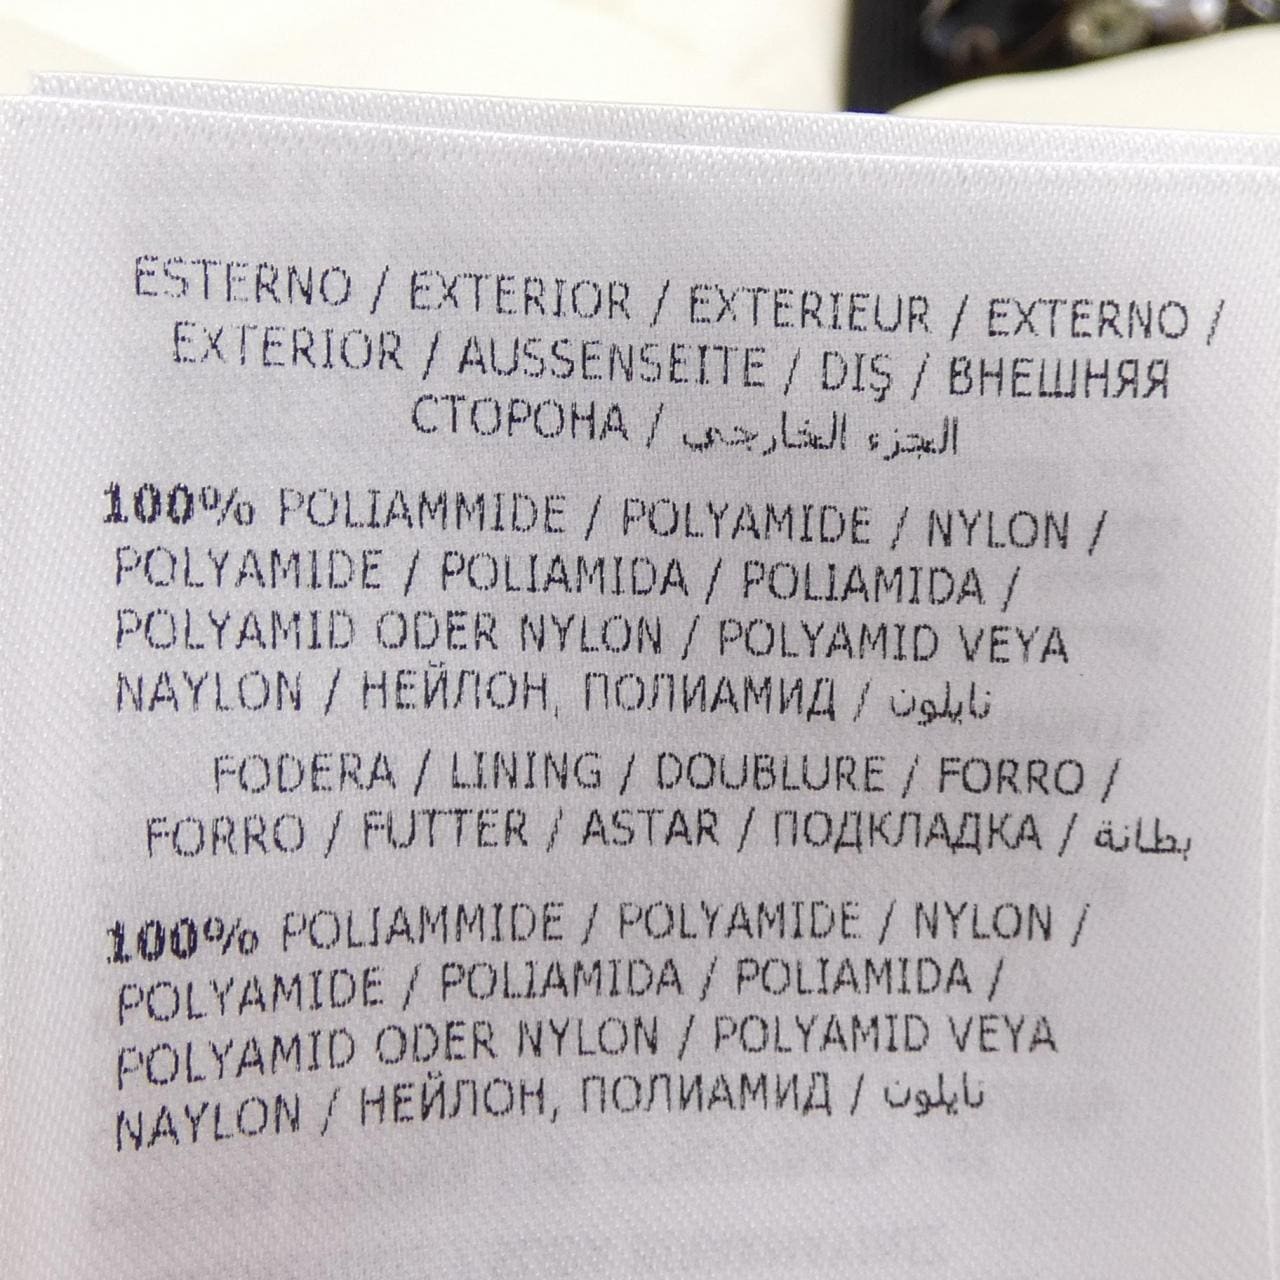 ESTERNO / EXTERIOR / EXTERIEUR / EXTERNO /
EXTERIOR / AUSSENSEITE / DIŞ / ВНЕШНЯЯ
СТОРОНА / الجزء الخارجي
100% POLIAMMIDE / POLYAMIDE / NYLON /
POLYAMIDE / POLIAMIDA / POLIAMIDA /
POLYAMID ODER NYLON / POLYAMID VEYA
NAYLON / НЕЙЛОН, ПОЛИАМИД / نايلون
FODERA / LINING / DOUBLURE / FORRO /
FORRO / FUTTER / ASTAR / ПОДКЛАДКА / بطانة
100% POLIAMMIDE / POLYAMIDE / NYLON /
POLYAMIDE / POLIAMIDA / POLIAMIDA /
POLYAMID ODER NYLON / POLYAMID VEYA
NAYLON / НЕЙЛОН, ПОЛИАМИД / نايلون